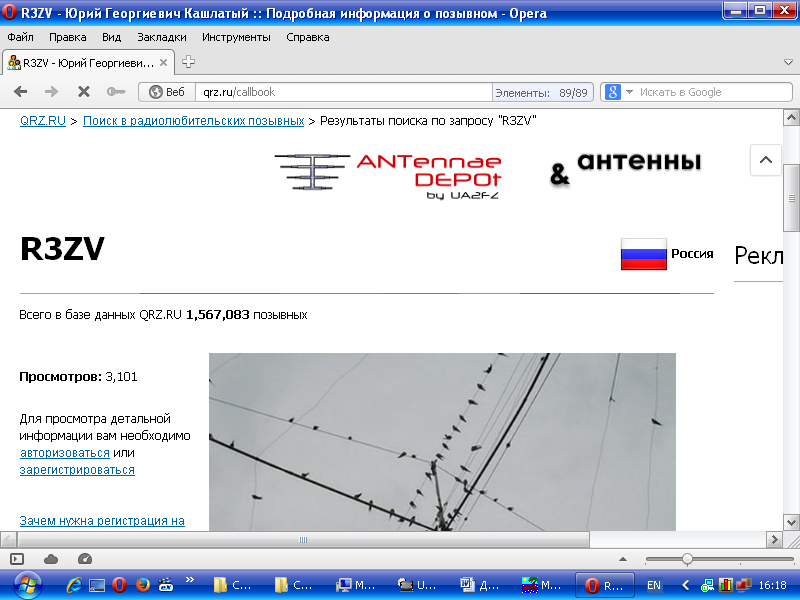 R3ZV - Юрий Георгиевич Кашлатый :: Подробная информация о позывном - Opera
Файл Правка Вид Закладки Инструменты Справка
R3ZV - Юрий Георгиеви...
Веб qrz.ru/callbook Элементы: 89/89 Искать в Google
QRZ.RU > Поиск в радиолюбительских позывных > Результаты поиска по запросу "R3ZV"
ANTennae DEPOt by UA2FZ
& антенны
R3ZV
Россия
Рекл
Всего в базе данных QRZ.RU 1,567,083 позывных
Просмотров: 3,101
Для просмотра детальной
информации вам необходимо
авторизоваться или
зарегистрироваться
Зачем нужна регистрация на
С... С... М... U... Д... М... R... EN 16:18